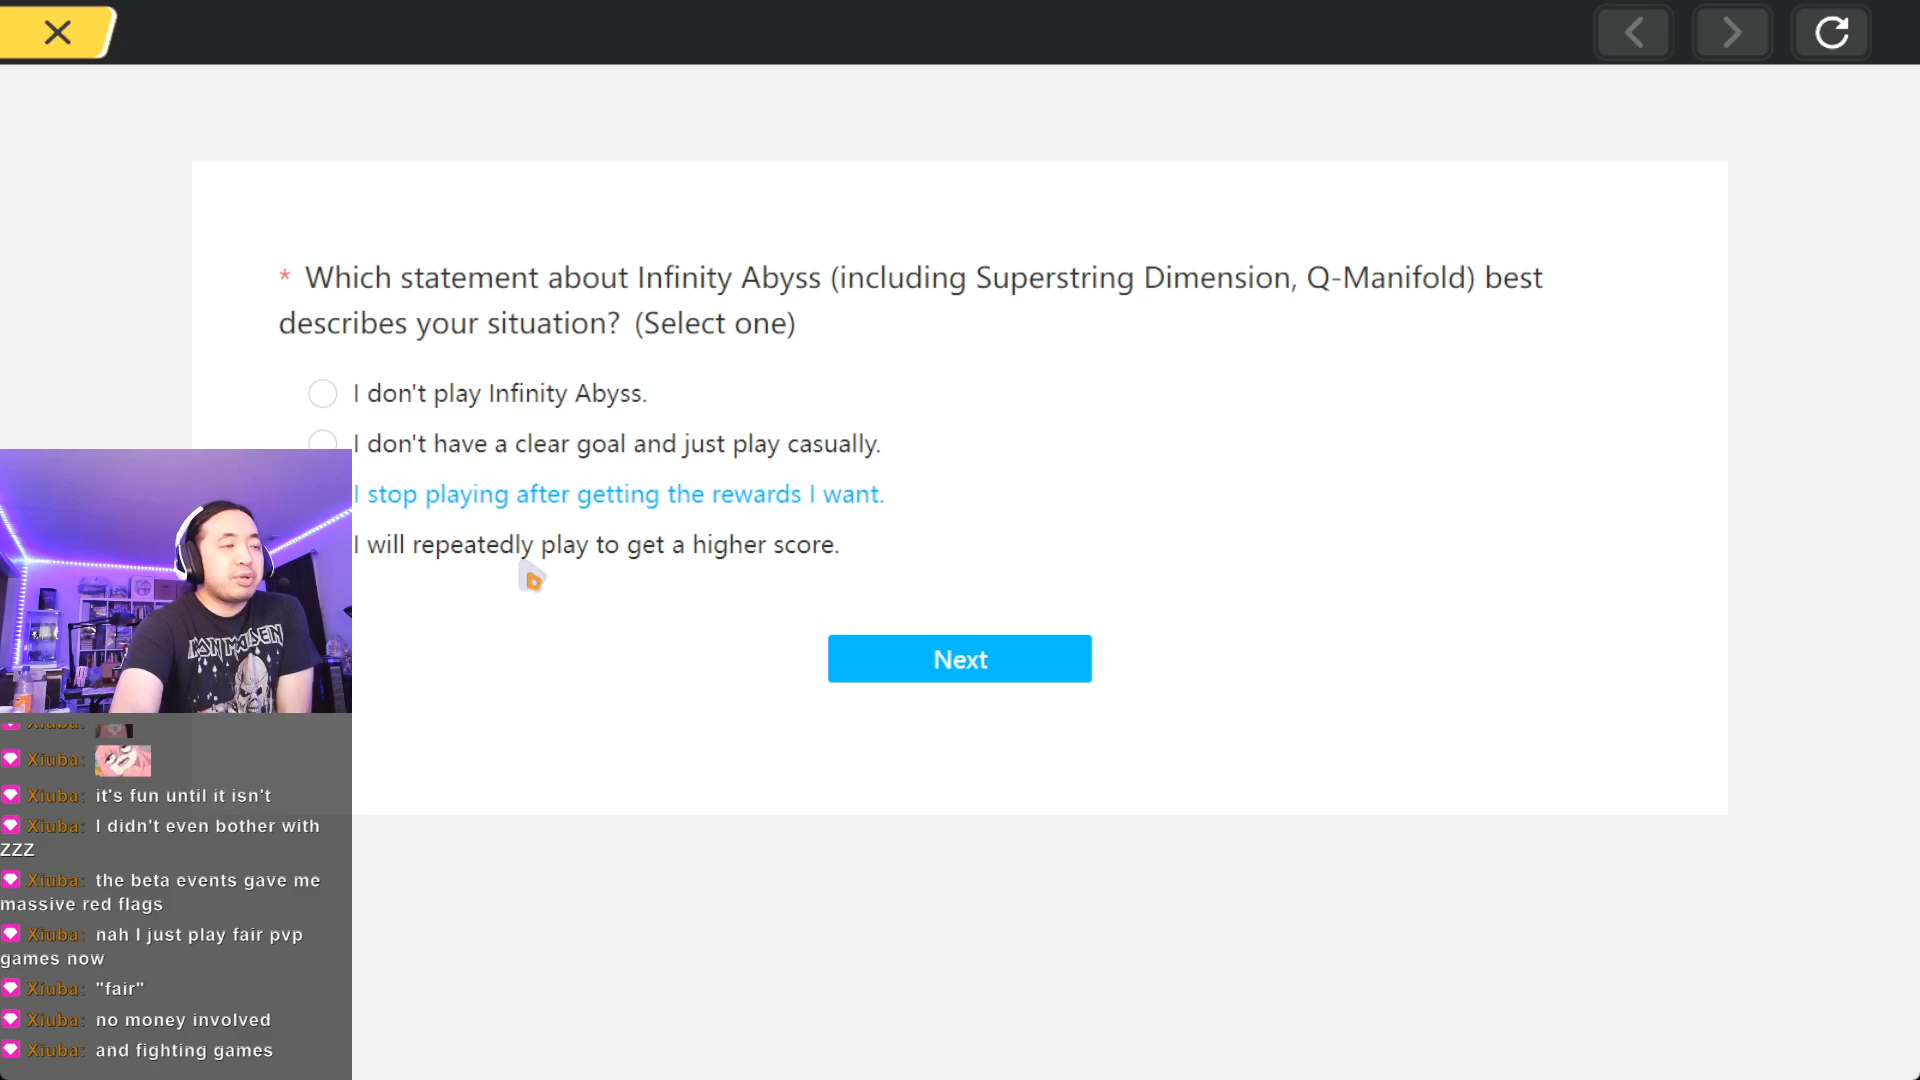 * Which statement about Infinity Abyss (including Superstring Dimension, Q-Manifold) best
describes your situation? (Select one)
I don't play Infinity Abyss.
I don't have a clear goal and just play casually.
I stop playing after getting the rewards I want.
I will repeatedly play to get a higher score.
Next
IRON MAIDEN
Xiuba:
Xiuba:
Xiuba: it's fun until it isn't
Xiuba: I didn't even bother with
ZZZ
Xiuba: the beta events gave me
massive red flags
Xiuba: nah I just play fair pvp
games now
Xiuba: "fair"
Xiuba: no money involved
Xiuba: and fighting games